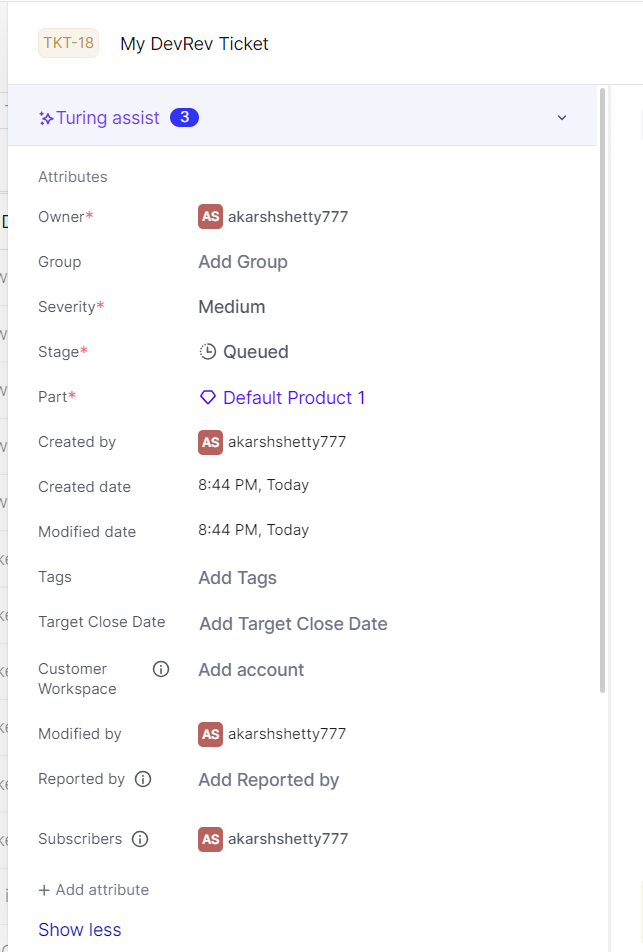 TKT-18 My DevRev Ticket
Turing assist 3
Attributes
Owner* AS akarshshetty777
Group Add Group
Severity* Medium
Stage* Queued
Part* Default Product 1
Created by AS akarshshetty777
Created date 8:44 PM, Today
Modified date 8:44 PM, Today
Tags Add Tags
Target Close Date Add Target Close Date
Customer Workspace Add account
Modified by AS akarshshetty777
Reported by Add Reported by
Subscribers AS akarshshetty777
+ Add attribute
Show less